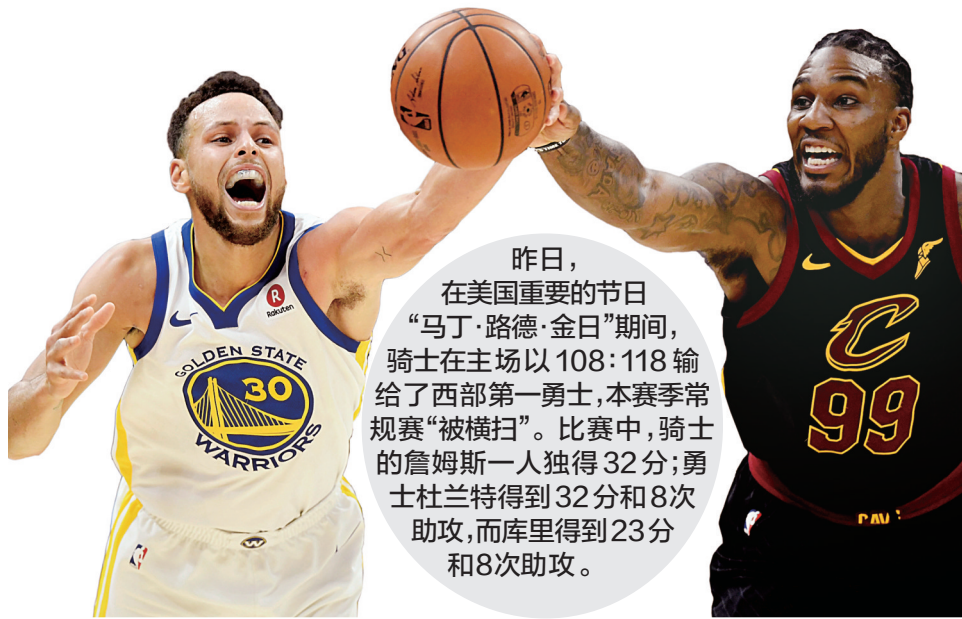 昨日，
在美国重要的节日
“马丁·路德·金日”期间，
骑士在主场以108：118输
给了西部第一勇士，本赛季常
规赛“被横扫”。比赛中，骑士
的詹姆斯一人独得32分；勇
士杜兰特得到32分和8次
助攻，而库里得到23分
和8次助攻。
R
Rakuten
GOLDEN STATE
30
WARRIORS
W
C
99
CAV